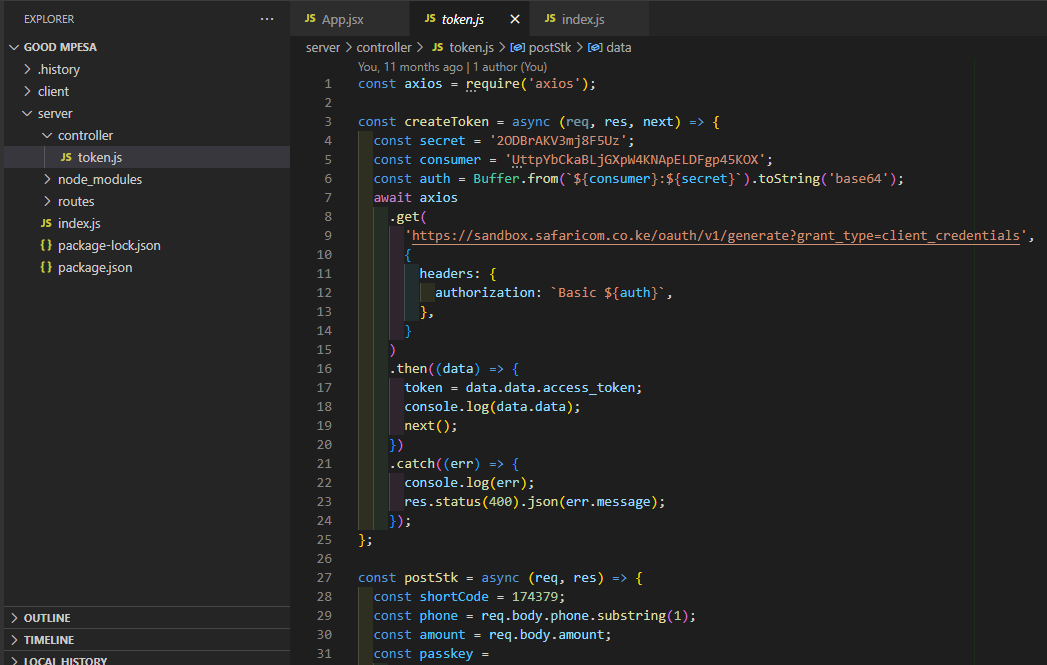 EXPLORER ···
GOOD MPESA
.history
client
server
controller
JS token.js
node_modules
routes
JS index.js
{} package-lock.json
{} package.json
OUTLINE
TIMELINE
LOCAL HISTORY
JS App.jsx JS token.js × JS index.js
server > controller > JS token.js > postStk > data
You, 11 months ago | 1 author (You)
1 const axios = require('axios');
2
3 const createToken = async (req, res, next) => {
4 const secret = '2ODBrAKV3mj8F5Uz';
5 const consumer = 'UttpYbCkaBLjGXpW4KNApELDFgp45KOX';
6 const auth = Buffer.from(`${consumer}:${secret}`).toString('base64');
7 await axios
8 .get(
9 'https://sandbox.safaricom.co.ke/oauth/v1/generate?grant_type=client_credentials',
10 {
11 headers: {
12 authorization: `Basic ${auth}`,
13 },
14 }
15 )
16 .then((data) => {
17 token = data.data.access_token;
18 console.log(data.data);
19 next();
20 })
21 .catch((err) => {
22 console.log(err);
23 res.status(400).json(err.message);
24 });
25 };
26
27 const postStk = async (req, res) => {
28 const shortCode = 174379;
29 const phone = req.body.phone.substring(1);
30 const amount = req.body.amount;
31 const passkey =